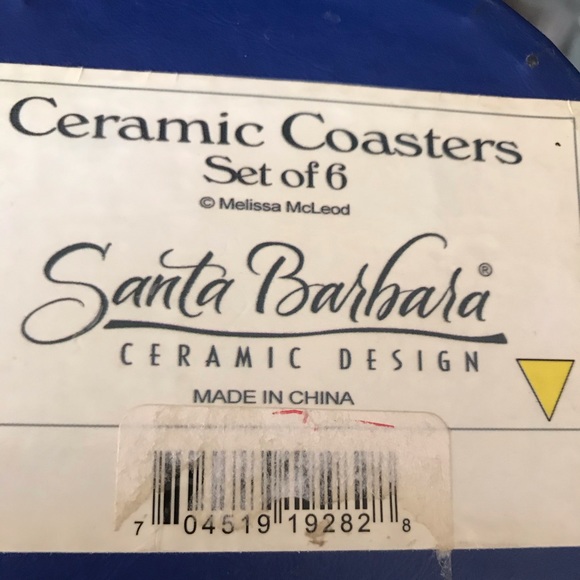 Ceramic Coasters
Set of 6
© Melissa McLeod
Santa Barbara®
CERAMIC DESIGN
MADE IN CHINA
7 04519 19282 8